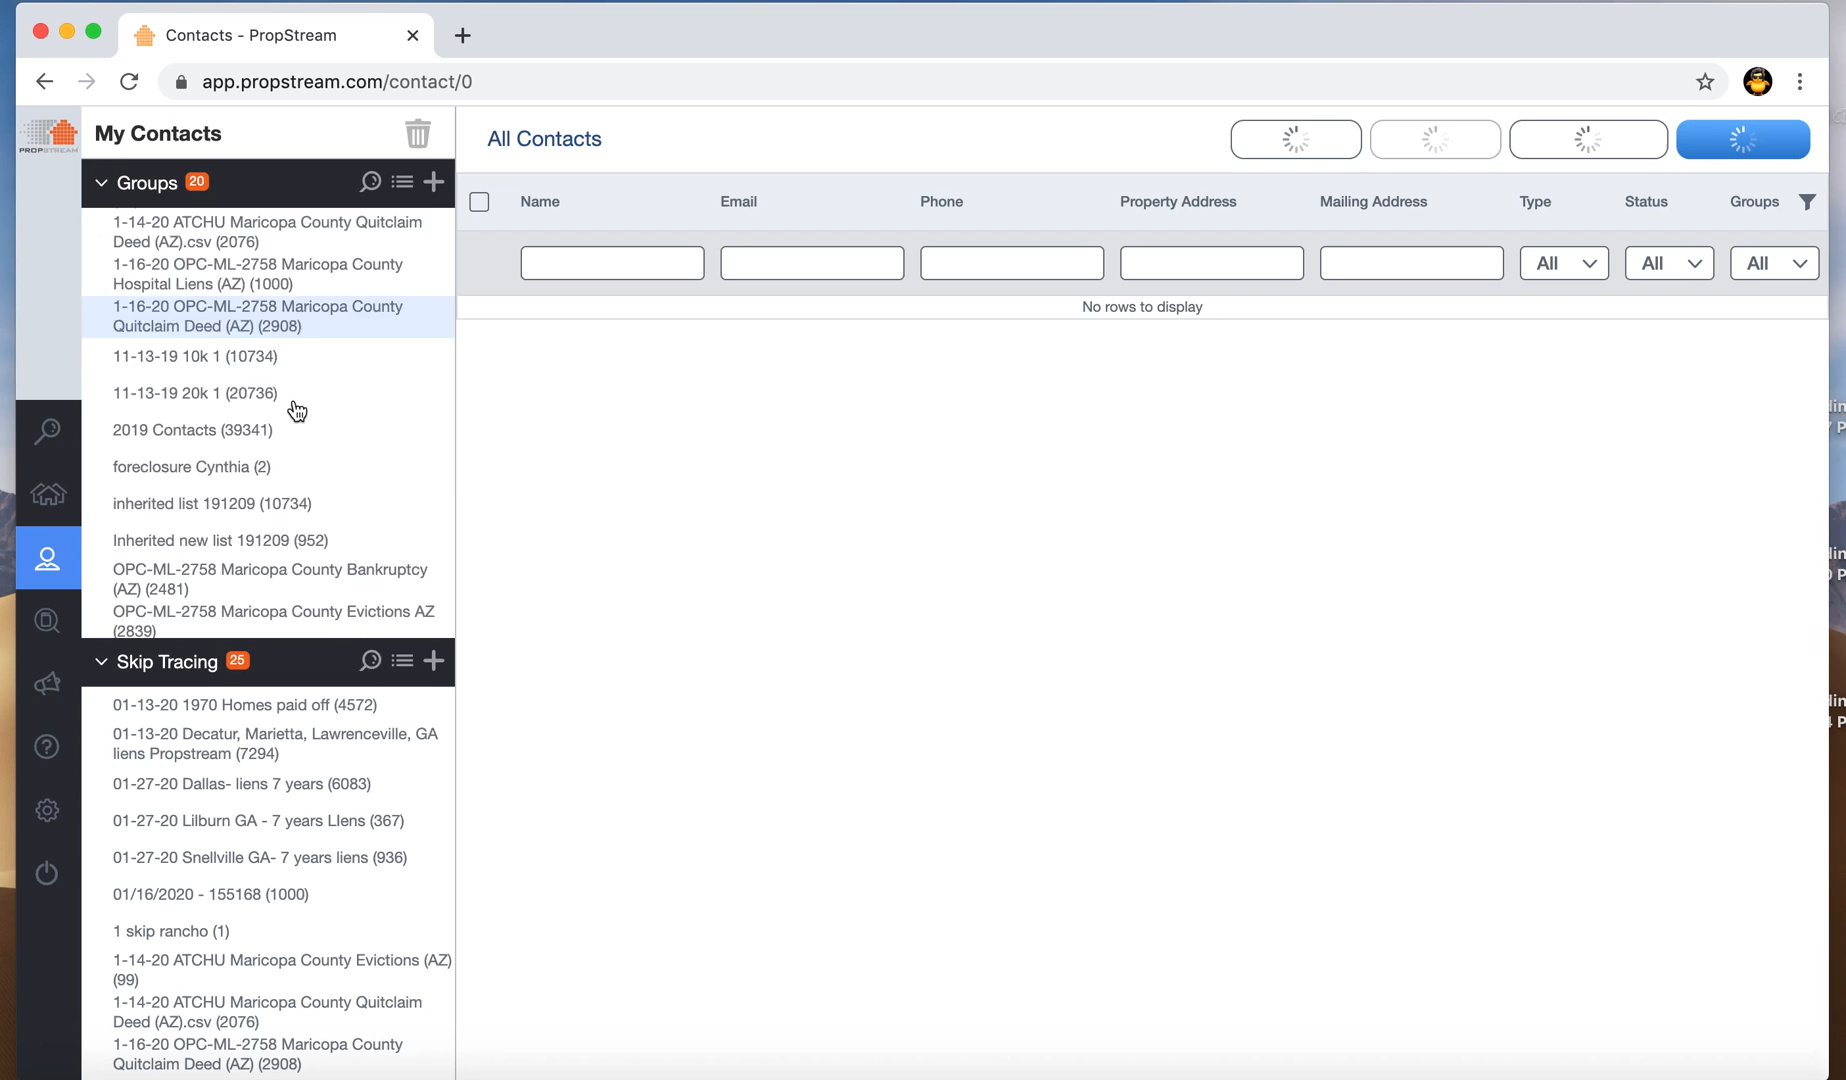 Contacts - PropStream
app.propstream.com/contact/0
PROPSTREAM
My Contacts
Groups 20
1-14-20 ATCHU Maricopa County Quitclaim
Deed (AZ).csv (2076)
1-16-20 OPC-ML-2758 Maricopa County
Hospital Liens (AZ) (1000)
1-16-20 OPC-ML-2758 Maricopa County
Quitclaim Deed (AZ) (2908)
11-13-19 10k 1 (10734)
11-13-19 20k 1 (20736)
2019 Contacts (39341)
foreclosure Cynthia (2)
inherited list 191209 (10734)
Inherited new list 191209 (952)
OPC-ML-2758 Maricopa County Bankruptcy
(AZ) (2481)
OPC-ML-2758 Maricopa County Evictions AZ
(2839)
Skip Tracing 25
01-13-20 1970 Homes paid off (4572)
01-13-20 Decatur, Marietta, Lawrenceville, GA
liens Propstream (7294)
01-27-20 Dallas- liens 7 years (6083)
01-27-20 Lilburn GA - 7 years LIens (367)
01-27-20 Snellville GA- 7 years liens (936)
01/16/2020 - 155168 (1000)
1 skip rancho (1)
1-14-20 ATCHU Maricopa County Evictions (AZ)
(99)
1-14-20 ATCHU Maricopa County Quitclaim
Deed (AZ).csv (2076)
1-16-20 OPC-ML-2758 Maricopa County
Quitclaim Deed (AZ) (2908)
All Contacts
Name Email Phone Property Address Mailing Address Type Status Groups
All All All
No rows to display